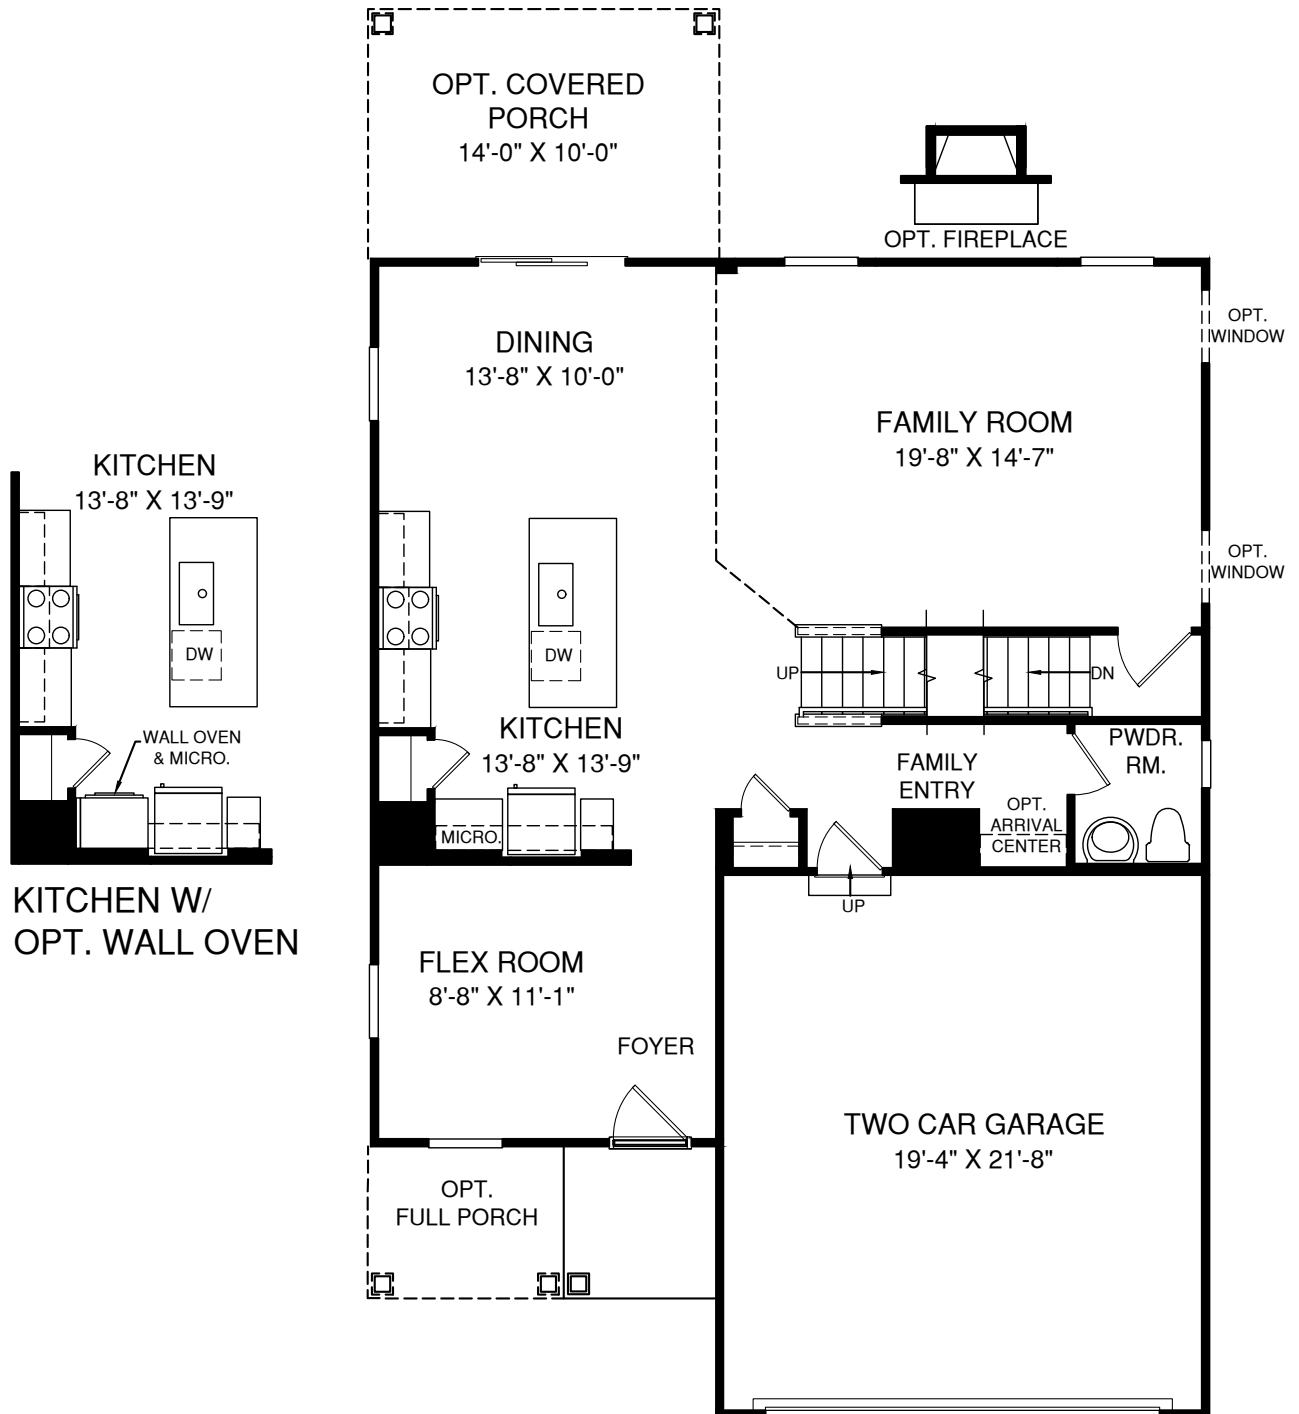 OPT. COVERED
PORCH
14'-0" X 10'-0"
OPT. FIREPLACE
DINING
13'-8" X 10'-0"
OPT.
WINDOW
FAMILY ROOM
19'-8" X 14'-7"
KITCHEN
13'-8" X 13'-9"
OPT.
WINDOW
DW
DW
UP
DN
KITCHEN
13'-8" X 13'-9"
WALL OVEN
& MICRO.
FAMILY
ENTRY
PWDR.
RM.
OPT.
ARRIVAL
CENTER
MICRO.
UP
KITCHEN W/
OPT. WALL OVEN
FLEX ROOM
8'-8" X 11'-1"
FOYER
TWO CAR GARAGE
19'-4" X 21'-8"
OPT.
FULL PORCH